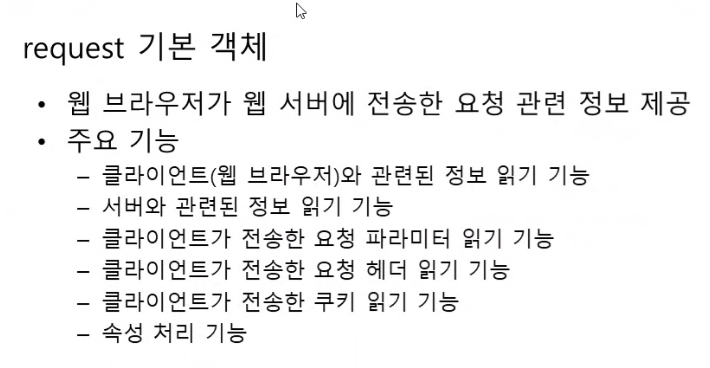 request 기본 객체
• 웹 브라우저가 웹 서버에 전송한 요청 관련 정보 제공
• 주요 기능
– 클라이언트(웹 브라우저)와 관련된 정보 읽기 기능
– 서버와 관련된 정보 읽기 기능
– 클라이언트가 전송한 요청 파라미터 읽기 기능
– 클라이언트가 전송한 요청 헤더 읽기 기능
– 클라이언트가 전송한 쿠키 읽기 기능
– 속성 처리 기능